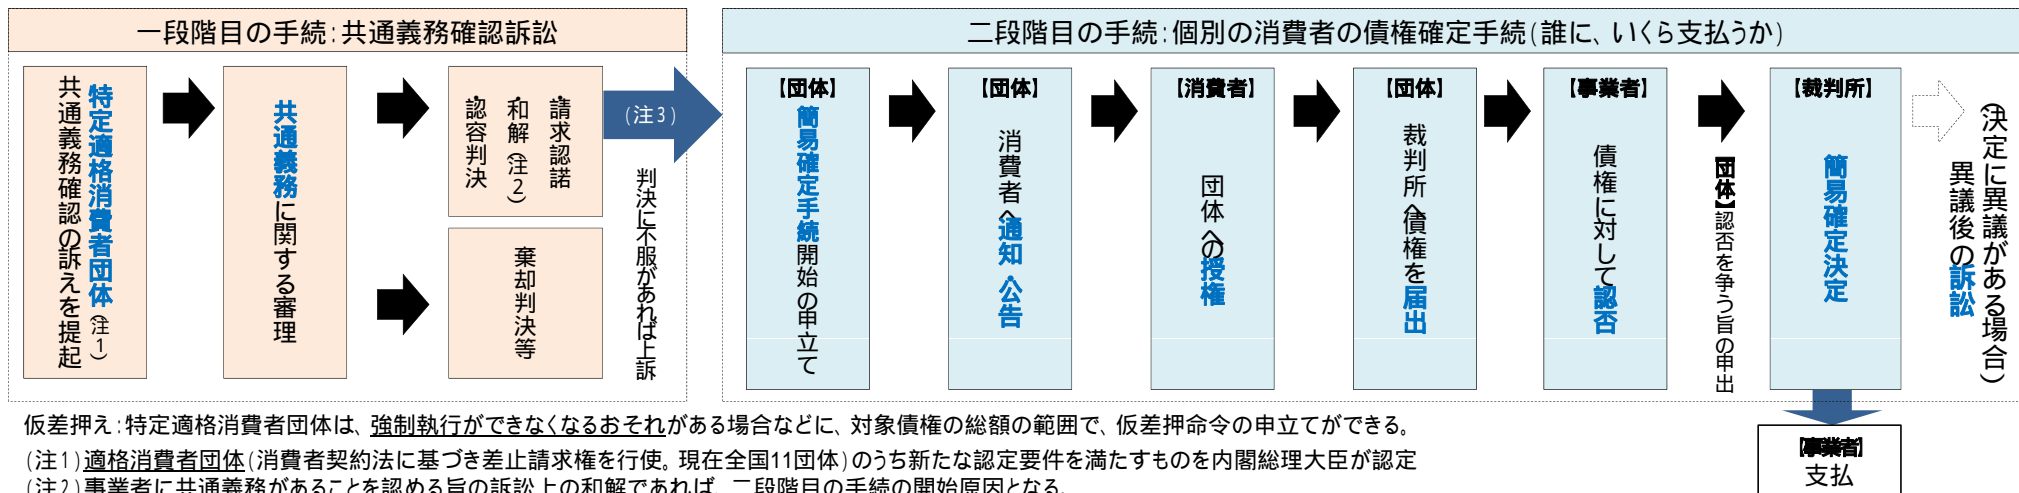 一段階目の手続:共通義務確認訴訟
特定適格消費者団体(注1)
共通義務確認の訴えを提起
共通義務に関する審理
・請求認諾
・和解(注2)
・認容判決
棄却判決等
(注3)
判決に不服があれば上訴
二段階目の手続:個別の消費者の債権確定手続(誰に、いくら支払うか)
【団体】
簡易確定手続開始の申立て
【団体】
消費者へ通知・公告
【消費者】
団体への授権
【団体】
裁判所へ債権を届出
【事業者】
債権に対して認否
【団体】認否を争う旨の申出
【裁判所】
簡易確定決定
(決定に異議がある場合)
異議後の訴訟
【事業者】
支払
仮差押え:特定適格消費者団体は、強制執行ができなくなるおそれがある場合などに、対象債権の総額の範囲で、仮差押命令の申立てができる。
(注1)適格消費者団体(消費者契約法に基づき差止請求権を行使。現在全国11団体)のうち新たな認定要件を満たすものを内閣総理大臣が認定
(注2)事業者に共通義務があることを認める旨の訴訟上の和解であれば、二段階目の手続の開始原因となる。